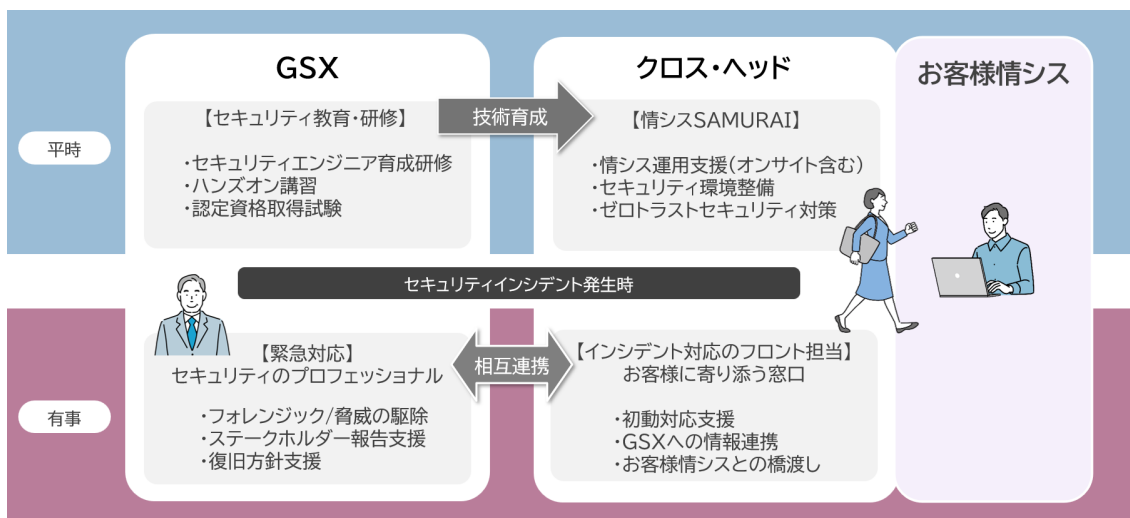 GSX
クロス・ヘッド
お客様情シス
平時
【セキュリティ教育・研修】
・セキュリティエンジニア育成研修
・ハンズオン講習
・認定資格取得試験
技術育成
【情シスSAMURAI】
・情シス運用支援(オンサイト含む)
・セキュリティ環境整備
・ゼロトラストセキュリティ対策
セキュリティインシデント発生時
有事
【緊急対応】
セキュリティのプロフェッショナル
・フォレンジック/脅威の駆除
・ステークホルダー報告支援
・復旧方針支援
相互連携
【インシデント対応のフロント担当】
お客様に寄り添う窓口
・初動対応支援
・GSXへの情報連携
・お客様情シスとの橋渡し